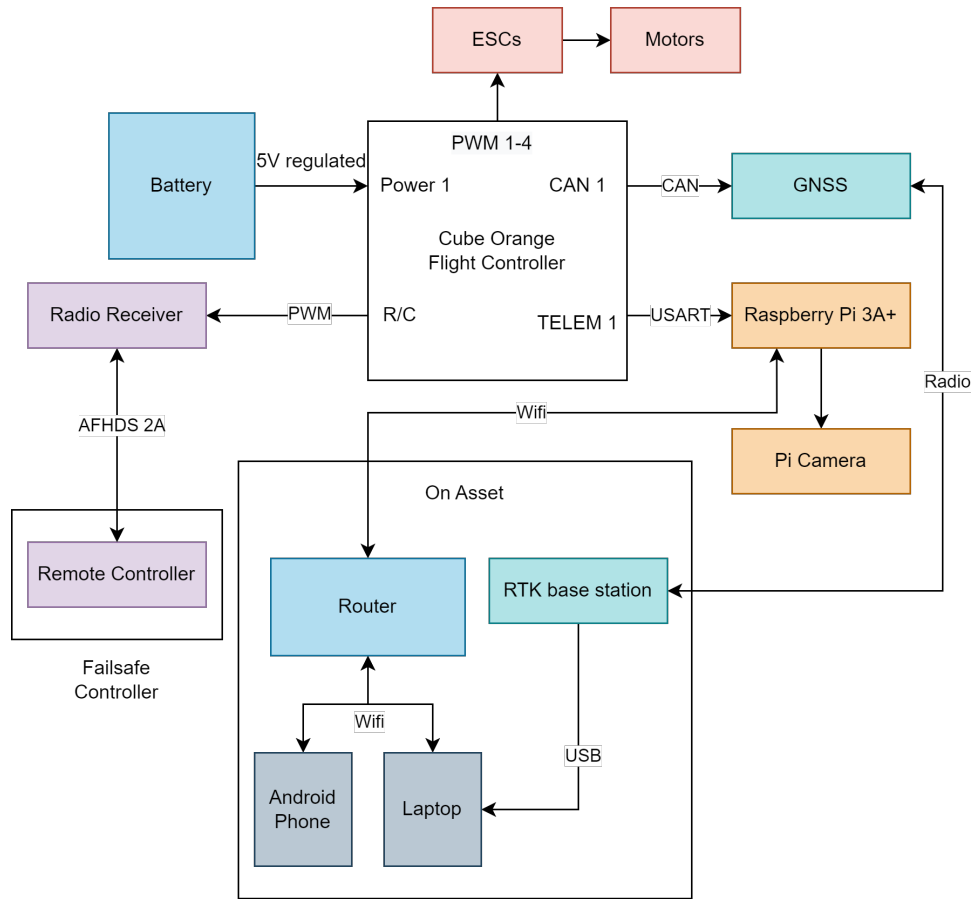 ESCs
Motors
PWM 1-4
Battery
5V regulated
Power 1
CAN 1
CAN
GNSS
Cube Orange
Flight Controller
Radio Receiver
PWM
R/C
TELEM 1
USART
Raspberry Pi 3A+
Radio
Wifi
AFHDS 2A
Pi Camera
On Asset
Remote Controller
Router
RTK base station
Failsafe
Controller
Wifi
USB
Android
Phone
Laptop